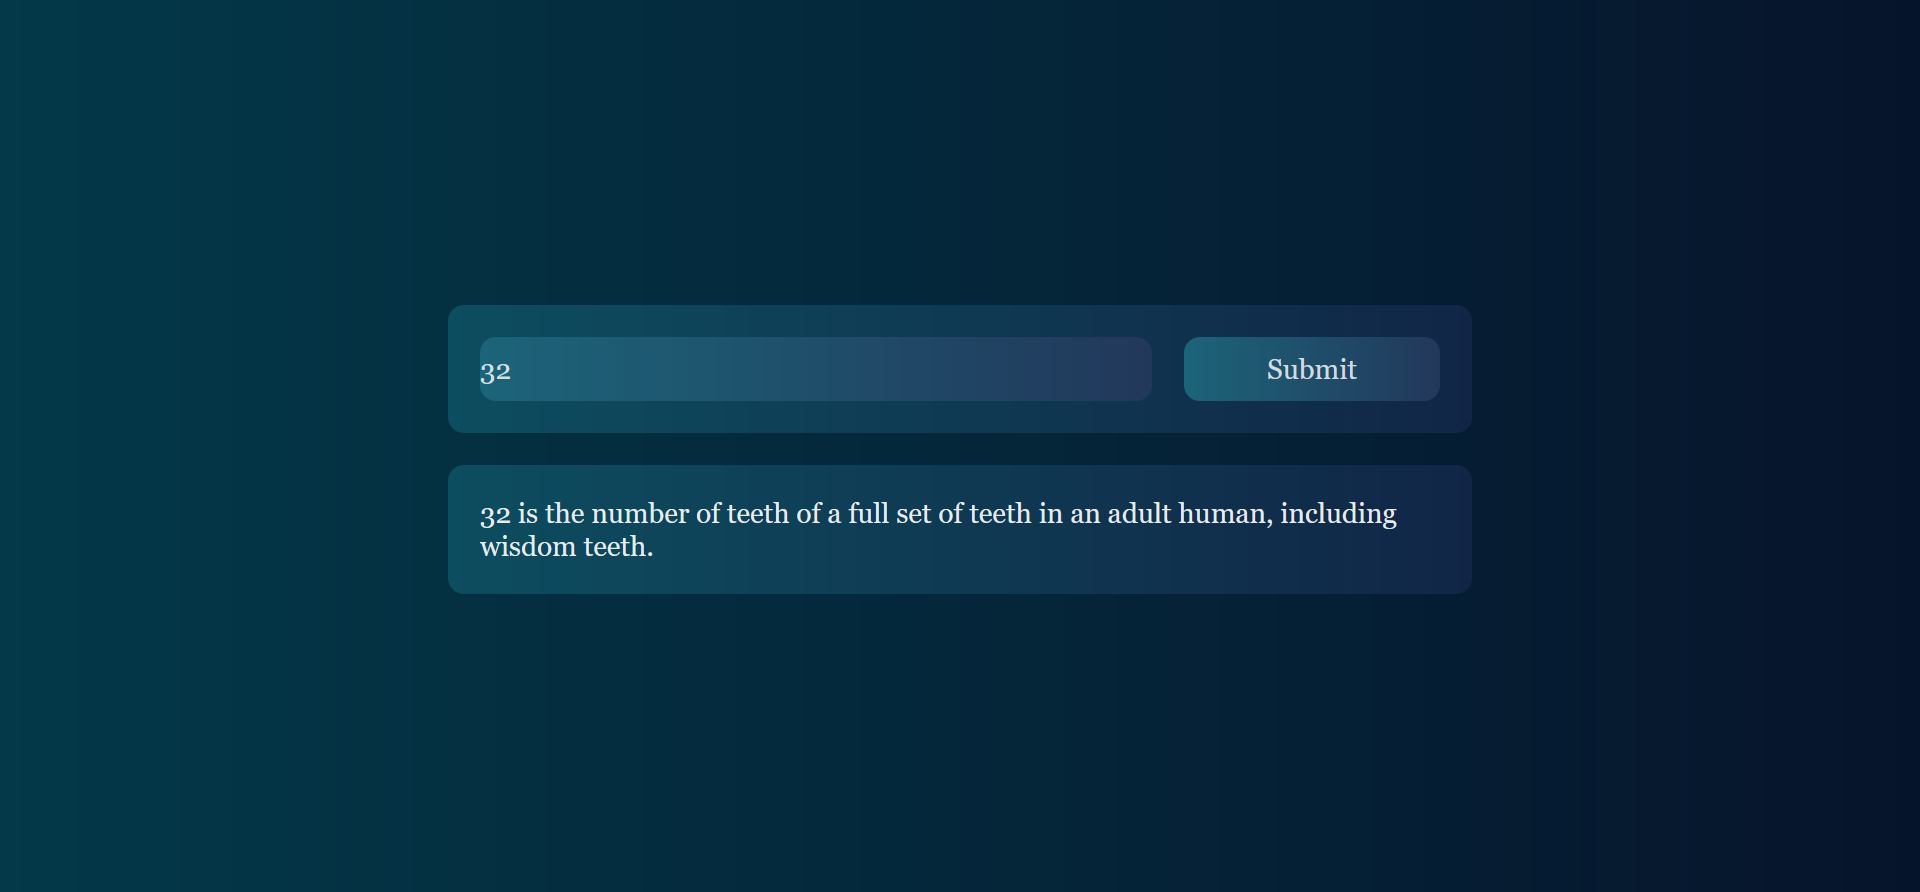 32
Submit
32 is the number of teeth of a full set of teeth in an adult human, including
wisdom teeth.